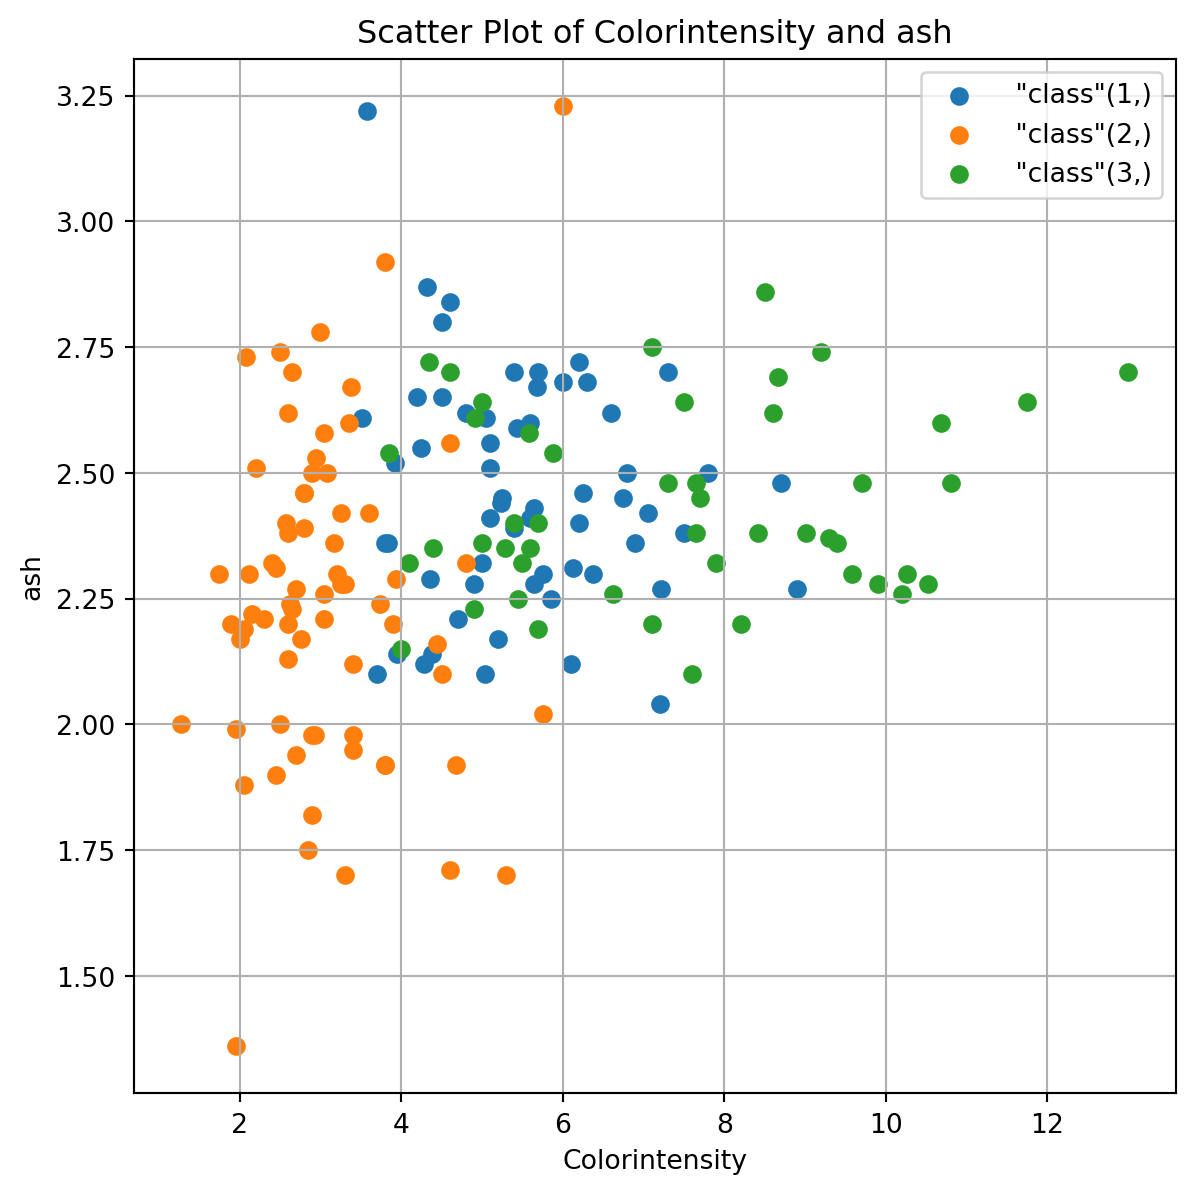 Scatter Plot of Colorintensity and ash
"class"(1,)
"class"(2,)
"class"(3,)
3.25
3.00
2.75
2.50
2.25
2.00
1.75
1.50
ash
2 4 6 8 10 12
Colorintensity